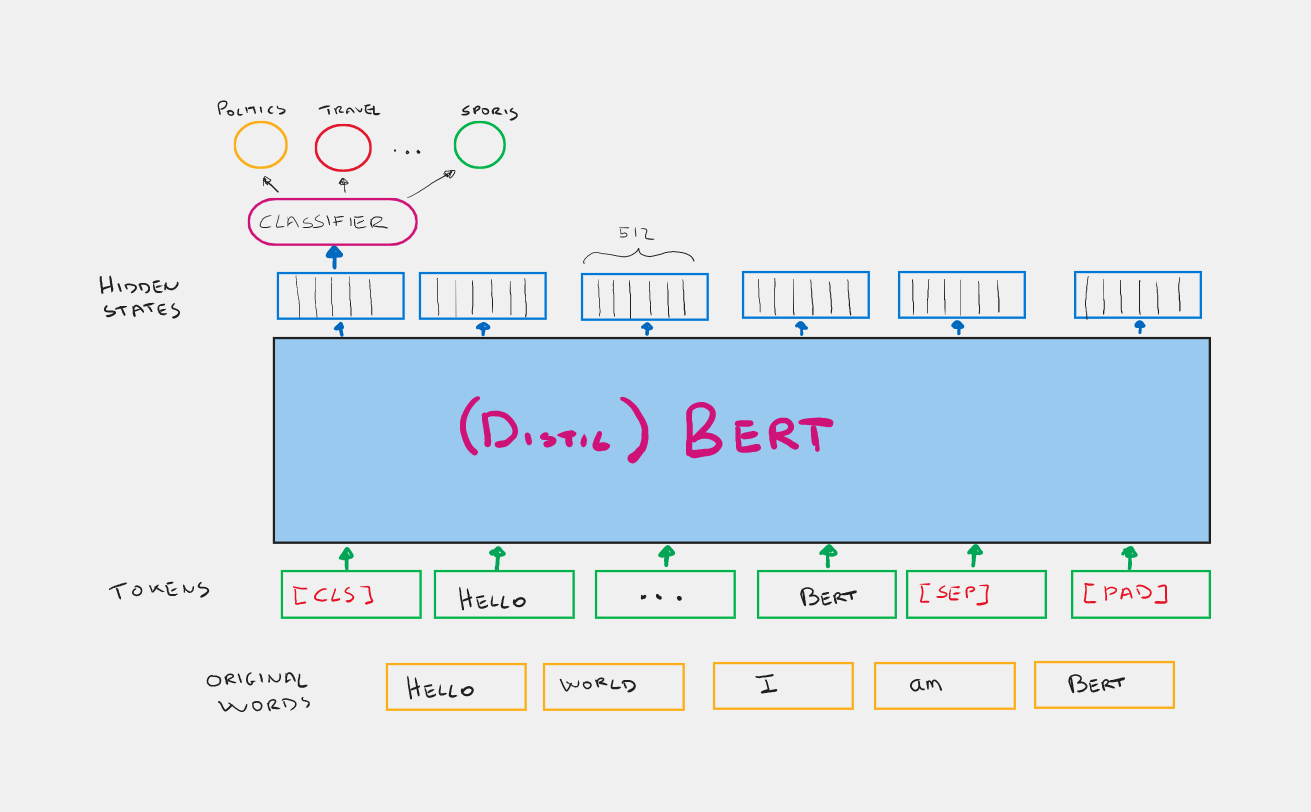 POLITICS TRAVEL SPORTS
...
CLASSIFIER
512
HIDDEN
STATES
(DISTIL) BERT
TOKENS [CLS] HELLO ... BERT [SEP] [PAD]
ORIGINAL
WORDS
HELLO WORLD I am BERT